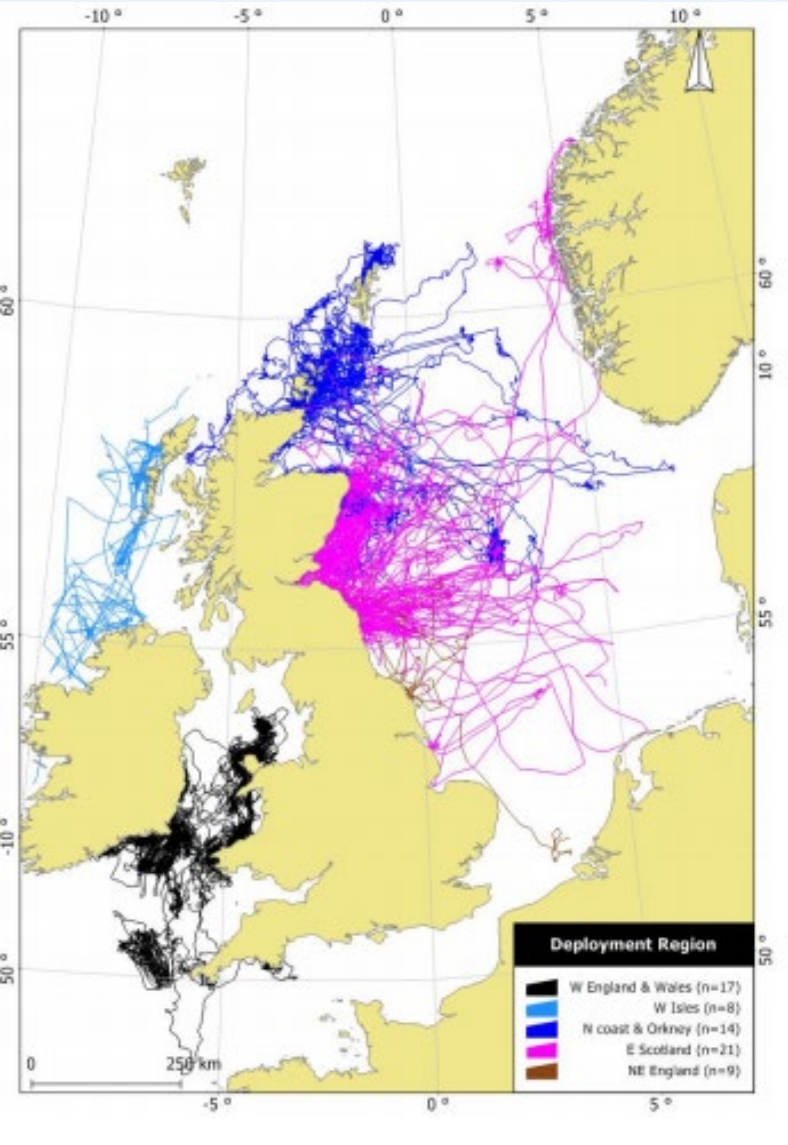 -10 °
-5 °
0 °
5 °
10 °
60 °
60 °
10 °
55 °
55 °
-10 °
50 °
50 °
Deployment Region
W England & Wales (n=17)
W Isles (n=8)
N coast & Orkney (n=14)
E Scotland (n=21)
NE England (n=9)
0
250 km
-5 °
0 °
5 °